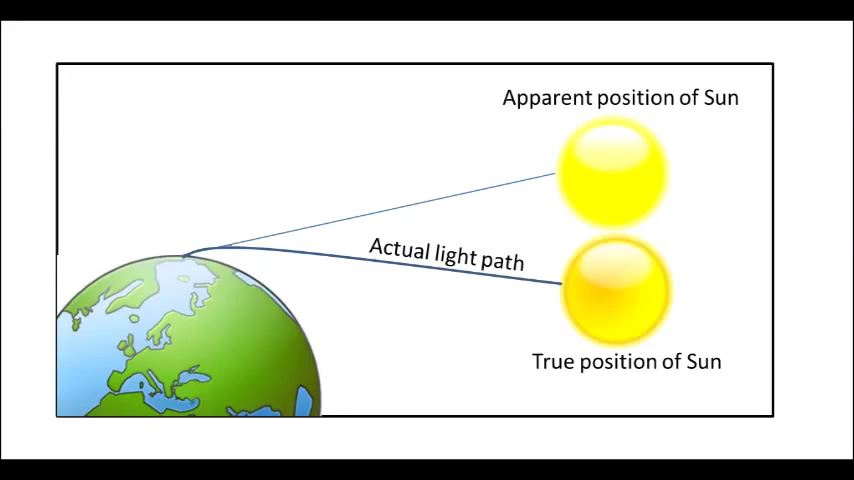 Apparent position of Sun
Actual light path
True position of Sun